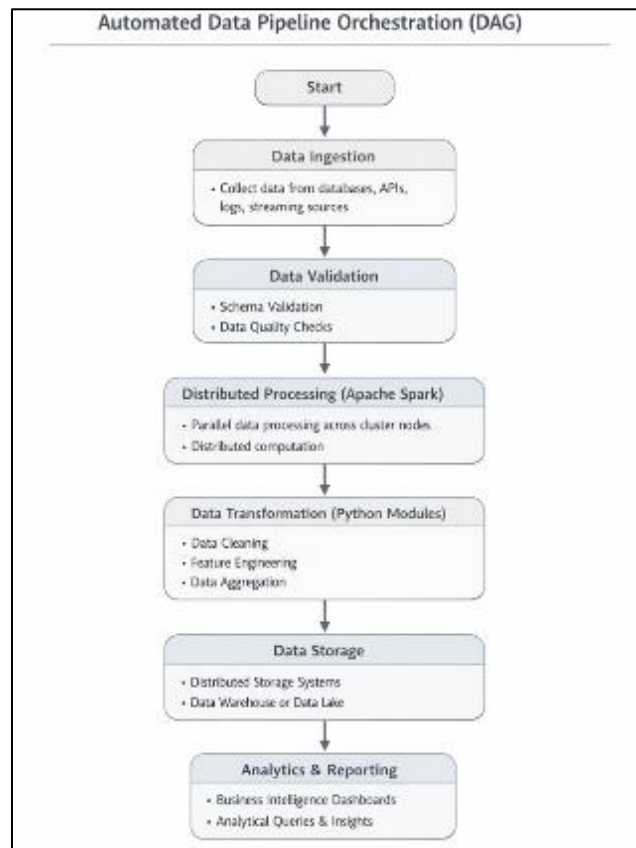 Automated Data Pipeline Orchestration (DAG)
Start
Data Ingestion
• Collect data from databases, APIs,
logs, streaming sources
Data Validation
• Schema Validation
• Data Quality Checks
Distributed Processing (Apache Spark)
• Parallel data processing across cluster nodes
• Distributed computation
Data Transformation (Python Modules)
• Data Cleaning
• Feature Engineering
• Data Aggregation
Data Storage
• Distributed Storage Systems
• Data Warehouse or Data Lake
Analytics & Reporting
• Business Intelligence Dashboards
• Analytical Queries & Insights